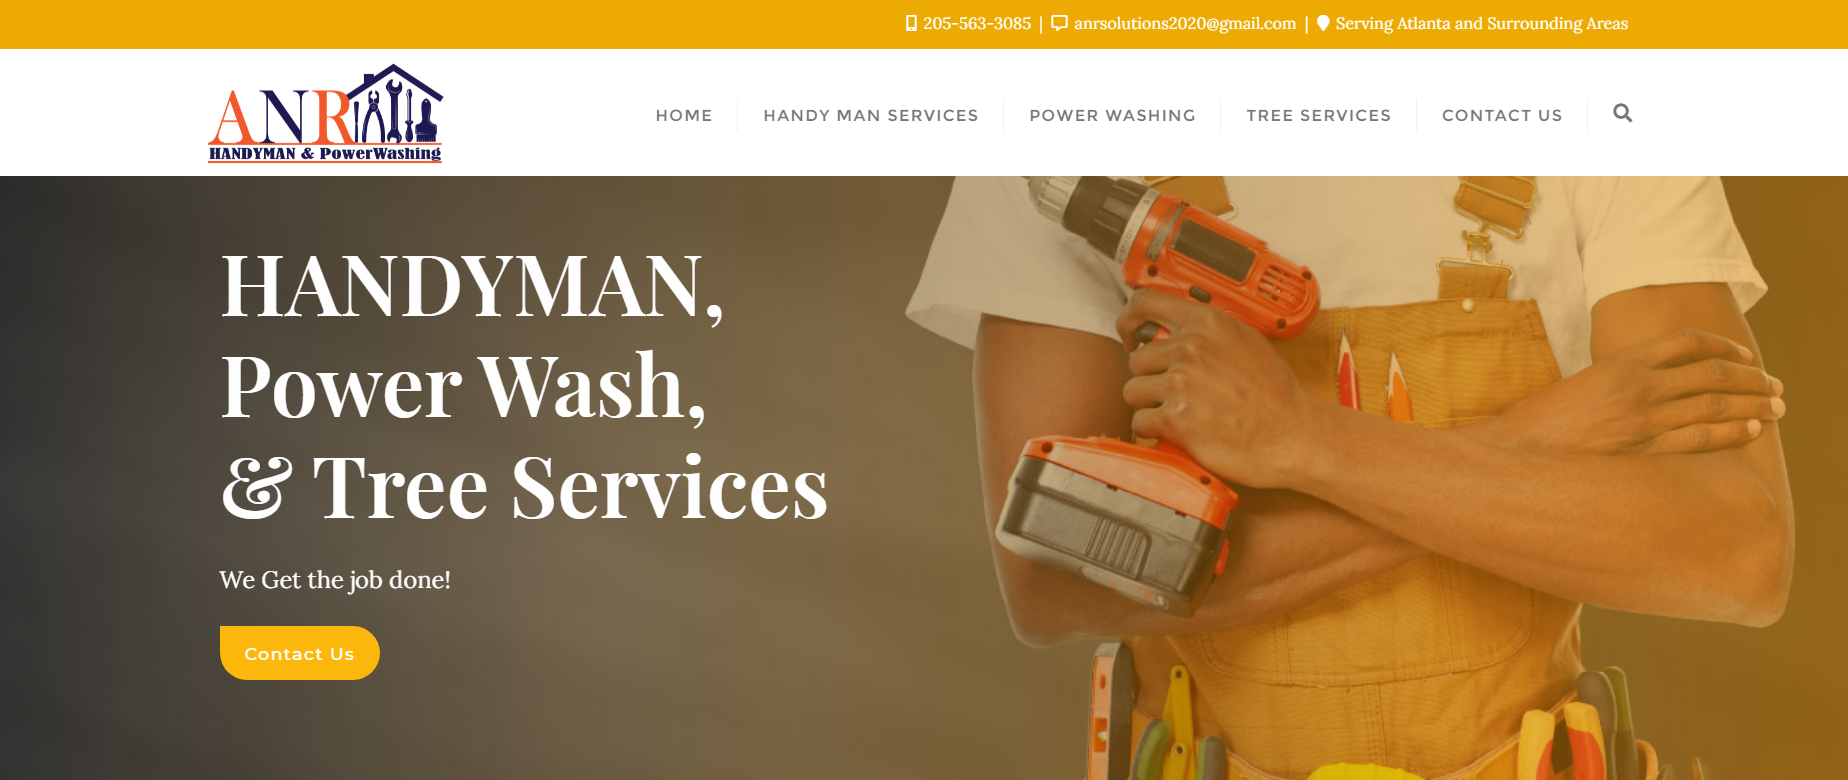 205-563-3085 | anrsolutions2020@gmail.com | Serving Atlanta and Surrounding Areas
ANR
HANDYMAN & PowerWashing
HOME HANDY MAN SERVICES POWER WASHING TREE SERVICES CONTACT US
HANDYMAN,
Power Wash,
& Tree Services
We Get the job done!
Contact Us